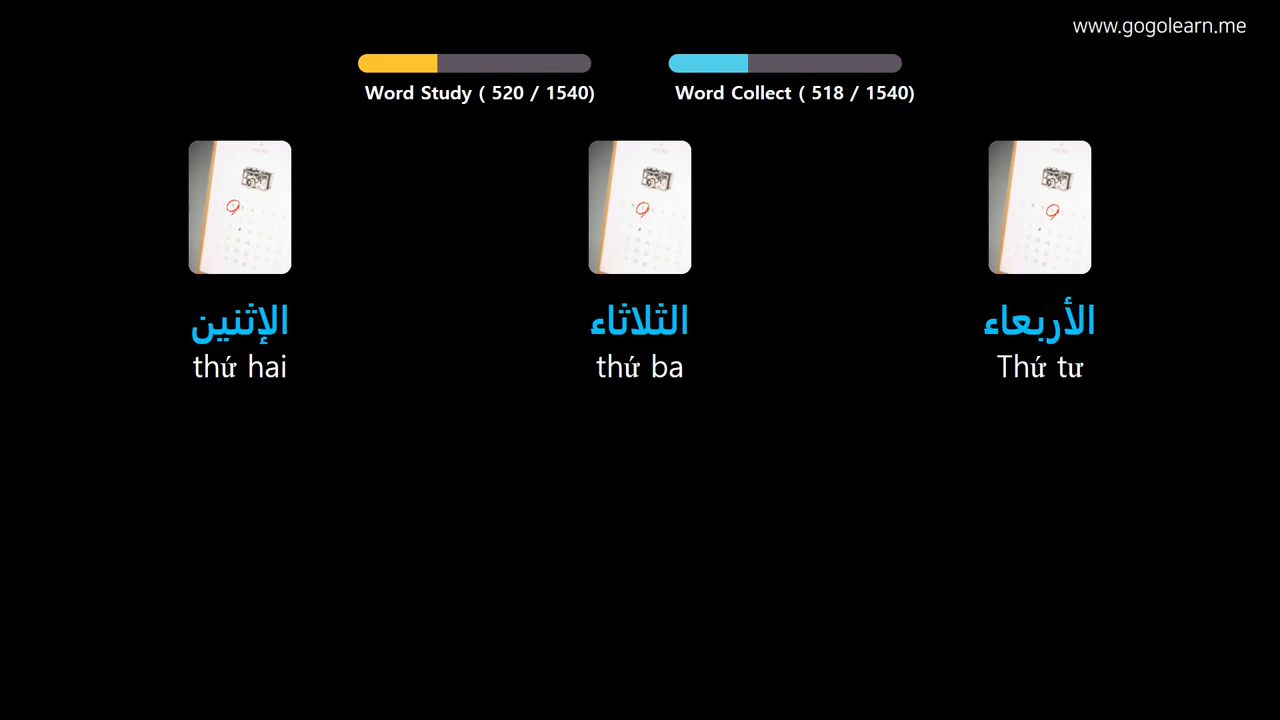 www.gogolearn.me
Word Study ( 520 / 1540)
Word Collect ( 518 / 1540)
الإثنين
thứ hai
الثلاثاء
thứ ba
الأربعاء
Thứ tư